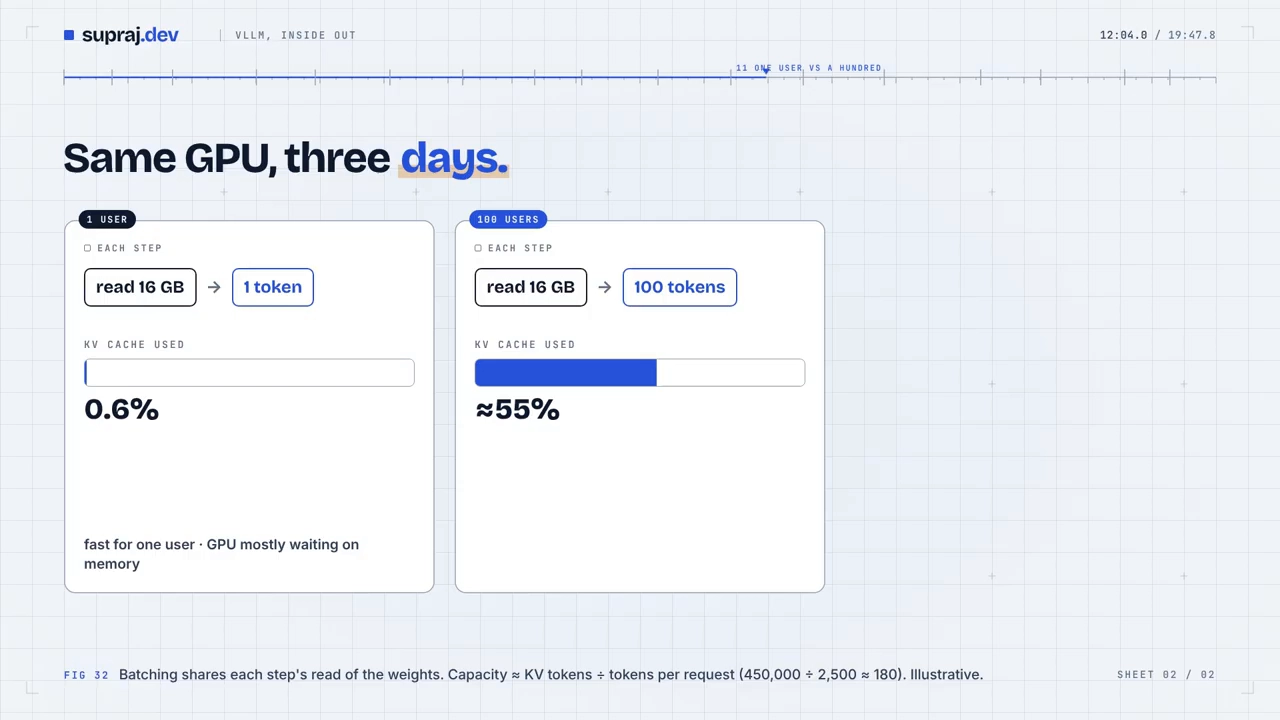 supraj.dev
VLLM, INSIDE OUT
12:04.0 / 19:47.8
11 ONE USER VS A HUNDRED
Same GPU, three days.
1 USER
EACH STEP
read 16 GB → 1 token
KV CACHE USED
0.6%
fast for one user · GPU mostly waiting on
memory
100 USERS
EACH STEP
read 16 GB → 100 tokens
KV CACHE USED
≈55%
FIG 32 Batching shares each step's read of the weights. Capacity ≈ KV tokens ÷ tokens per request (450,000 ÷ 2,500 ≈ 180). Illustrative.
SHEET 02 / 02